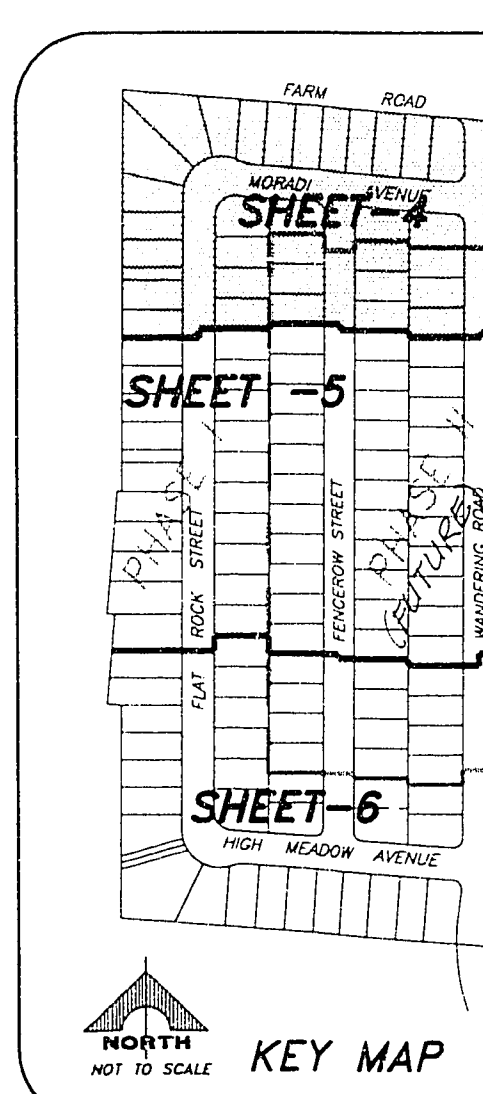 FARM ROAD
MORADI AVENUE
SHEET-4
SHEET -5
PHASE I
PHASE II
(FUTURE)
FLAT ROCK STREET
FENCEROW STREET
WANDERING ROAD
SHEET-6
HIGH MEADOW AVENUE
NORTH
NOT TO SCALE
KEY MAP